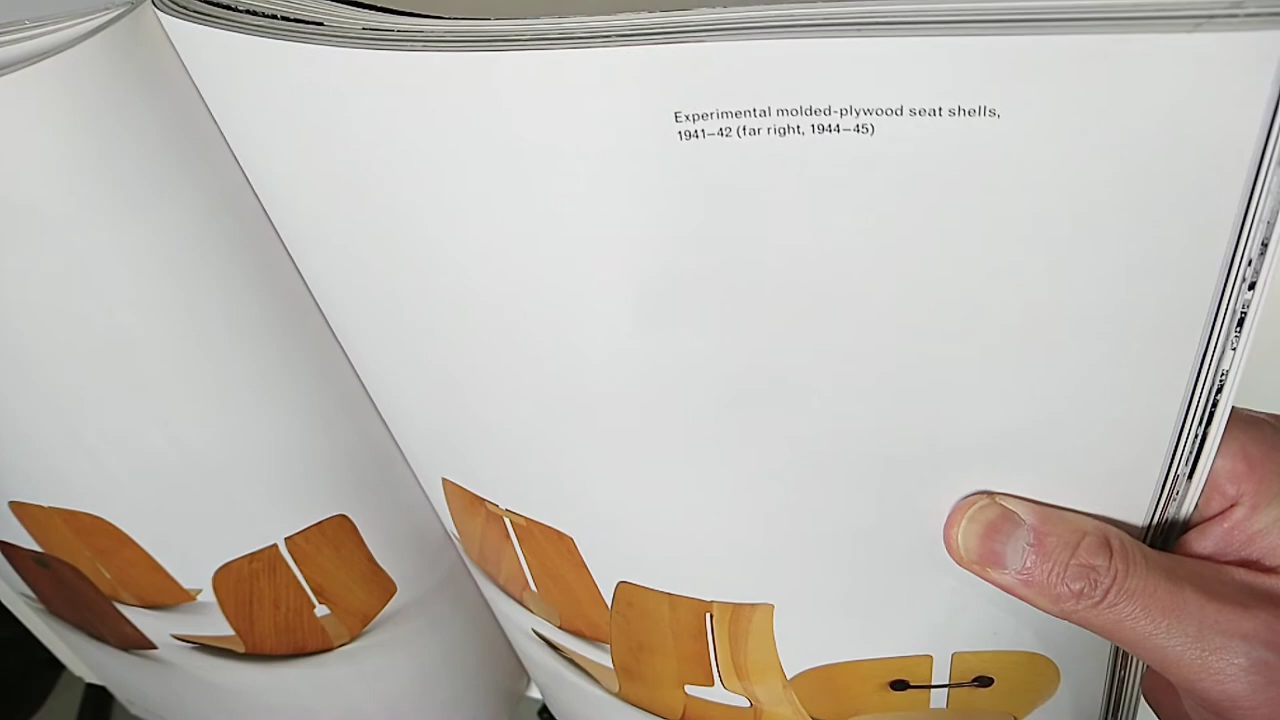 Experimental molded-plywood seat shells,
1941–42 (far right, 1944–45)